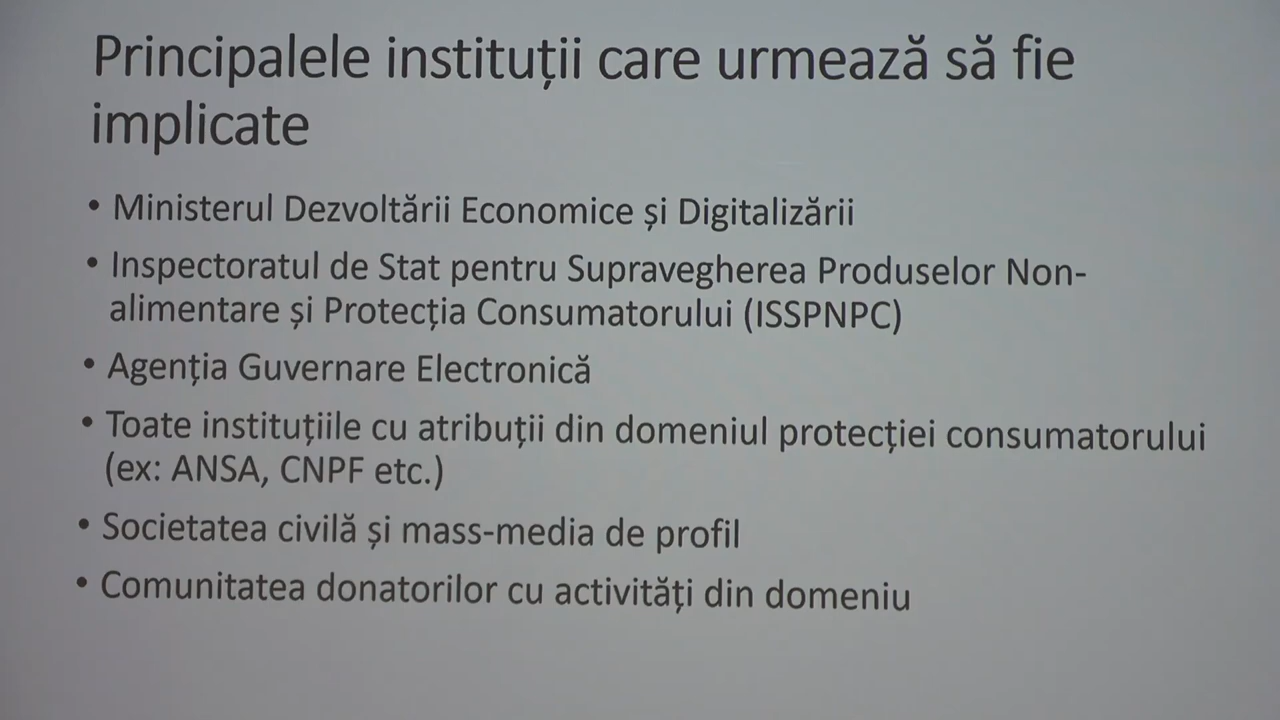 Principalele instituții care urmează să fie
implicate
• Ministerul Dezvoltării Economice și Digitalizării
• Inspectoratul de Stat pentru Supravegherea Produselor Non-
alimentare și Protecția Consumatorului (ISSPNPC)
• Agenția Guvernare Electronică
• Toate instituțiile cu atribuții din domeniul protecției consumatorului
(ex: ANSA, CNPF etc.)
• Societatea civilă și mass-media de profil
• Comunitatea donatorilor cu activități din domeniu